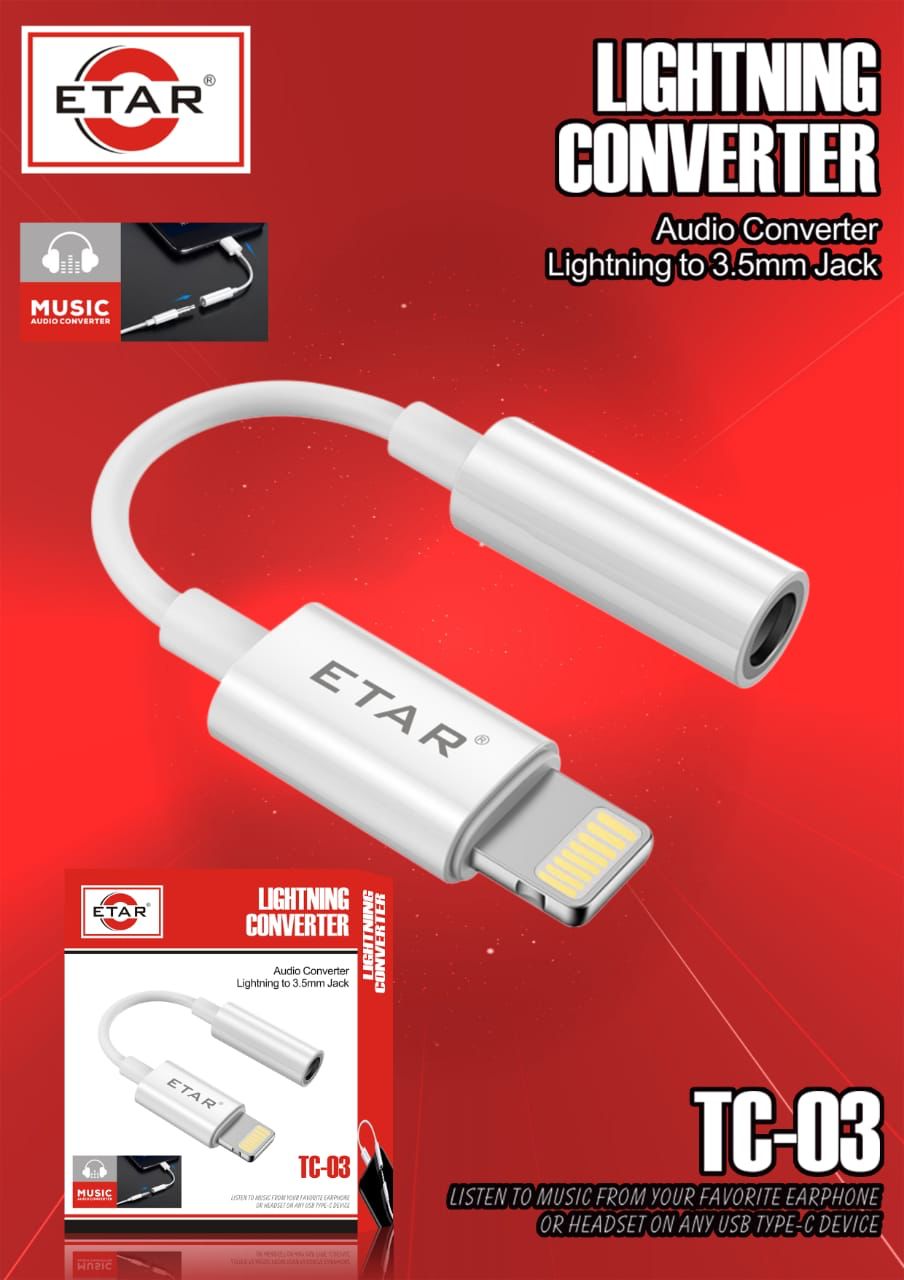 ETAR®
LIGHTNING
CONVERTER
Audio Converter
Lightning to 3.5mm Jack
MUSIC
AUDIO CONVERTER
ETAR®
ETAR®
LIGHTNING
CONVERTER
LIGHTNING
CONVERTER
Audio Converter
Lightning to 3.5mm Jack
ETAR®
TC-03
MUSIC
AUDIO CONVERTER
LISTEN TO MUSIC FROM YOUR FAVORITE EARPHONE
OR HEADSET ON ANY USB TYPE-C DEVICE
TC-03
LISTEN TO MUSIC FROM YOUR FAVORITE EARPHONE
OR HEADSET ON ANY USB TYPE-C DEVICE